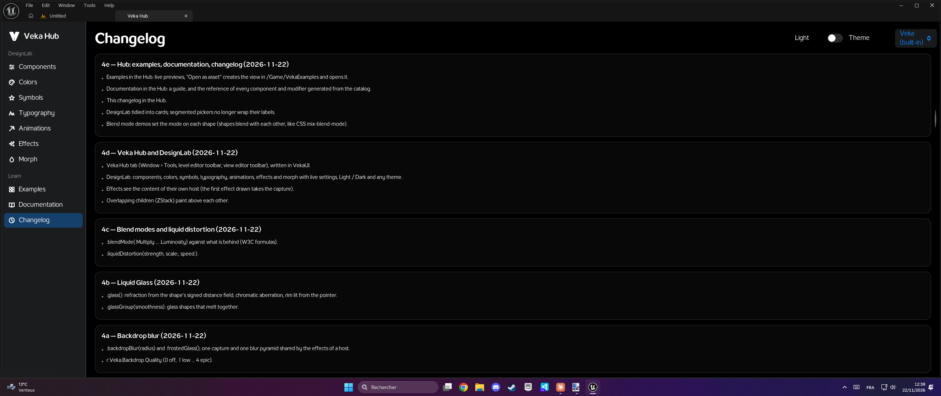 File Edit Window Tools Help
Untitled
Veka Hub
Veka Hub
DesignLab
Components
Colors
Symbols
Typography
Animations
Effects
Morph
Learn
Examples
Documentation
Changelog
Changelog
Light
Theme
Veka
(built-in)
4e — Hub: examples, documentation, changelog (2026-11-22)
Examples in the Hub: live previews, "Open as asset" creates the view in /Game/VekaExamples and opens it.
Documentation in the Hub: a guide, and the reference of every component and modifier generated from the catalog.
This changelog in the Hub.
DesignLab tidied into cards; segmented pickers no longer wrap their labels.
Blend mode demos set the mode on each shape (shapes blend with each other, like CSS mix-blend-mode).
4d — Veka Hub and DesignLab (2026-11-22)
Veka Hub tab (Window > Tools, level editor toolbar, view editor toolbar), written in VekaUI.
DesignLab: components, colors, symbols, typography, animations, effects and morph with live settings, Light / Dark and any theme.
Effects see the content of their own host (the first effect drawn takes the capture).
Overlapping children (ZStack) paint above each other.
4c — Blend modes and liquid distortion (2026-11-22)
.blendMode( Multiply ... Luminosity) against what is behind (W3C formulas).
.liquidDistortion(strength, scale:, speed:).
4b — Liquid Glass (2026-11-22)
.glass(): refraction from the shape's signed distance field, chromatic aberration, rim lit from the pointer.
.glassGroup(smoothness): glass shapes that melt together.
4a — Backdrop blur (2026-11-22)
.backdropBlur(radius) and .frostedGlass(); one capture and one blur pyramid shared by the effects of a host.
r.Veka.Backdrop.Quality (0 off, 1 low ... 4 epic).
13°C
Venteux
Rechercher
FRA
12:38
22/11/2026